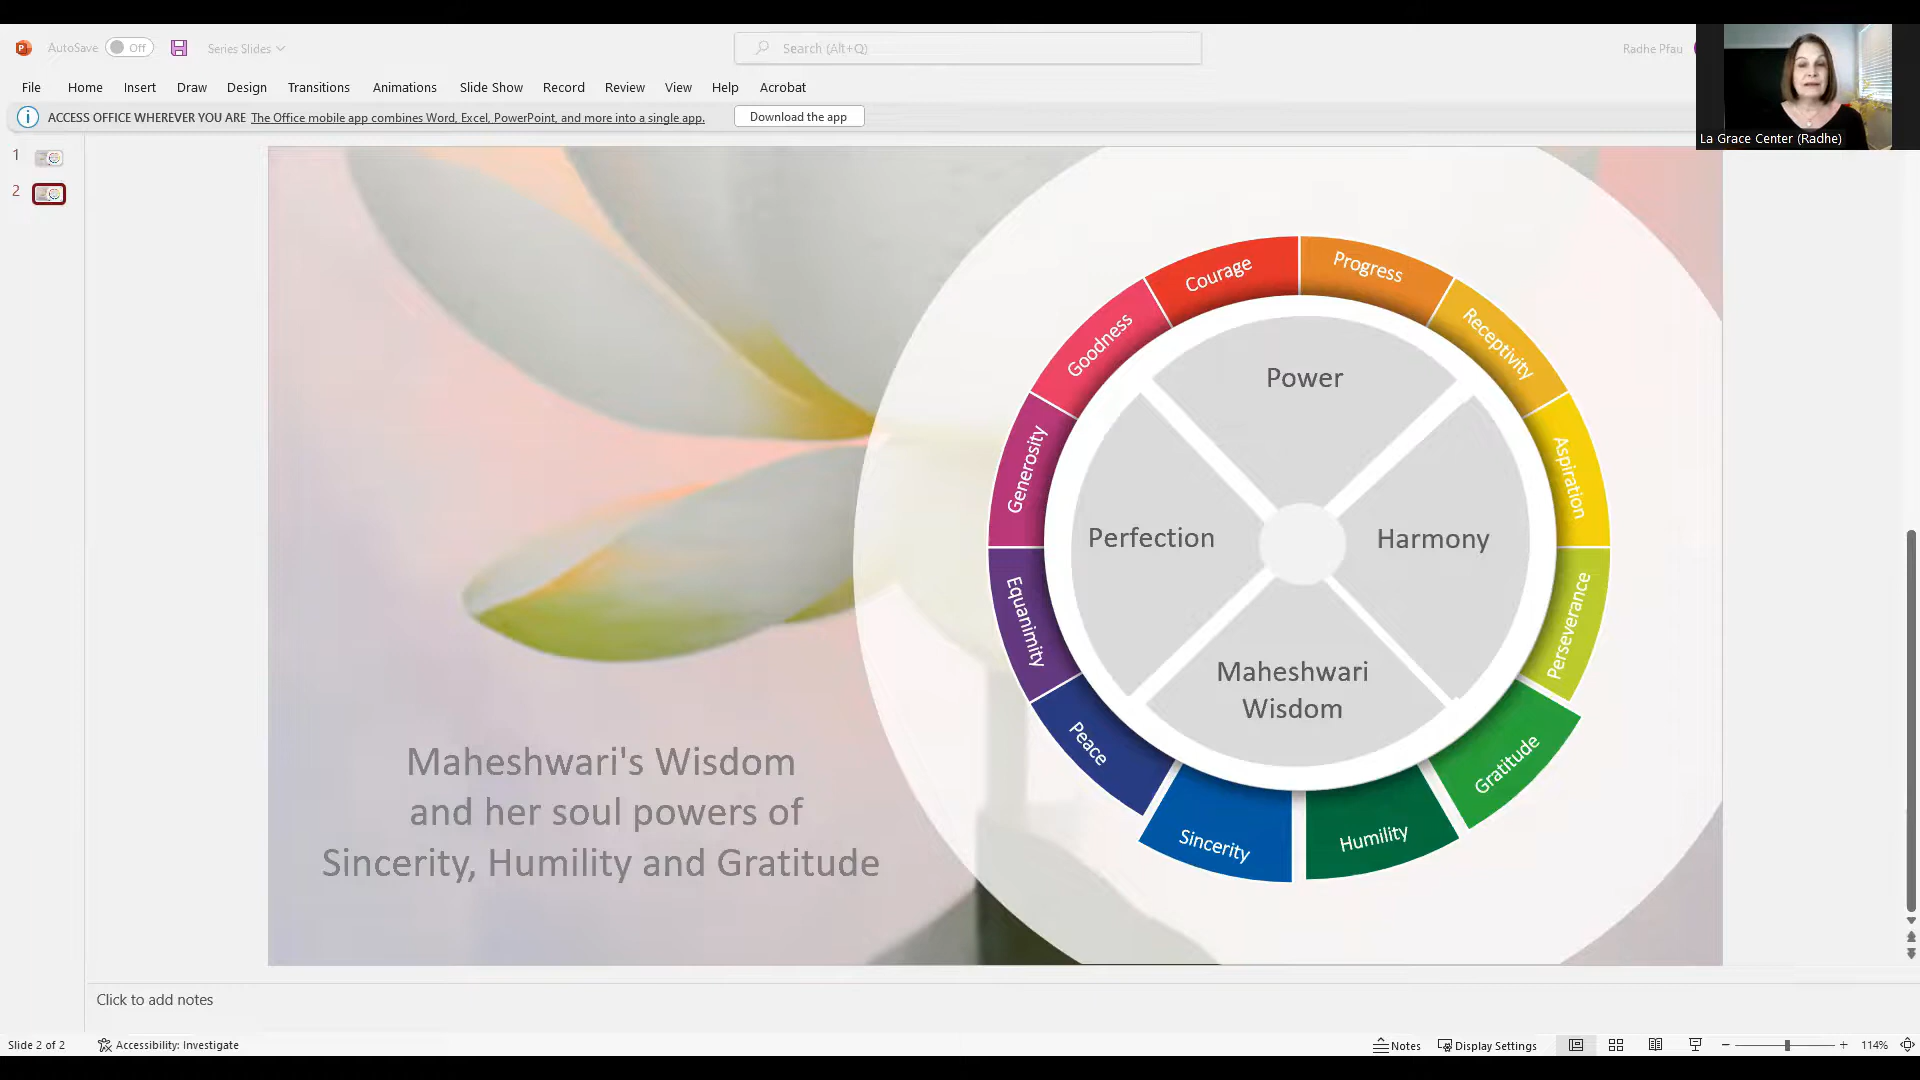 AutoSave
Off
Series Slides
Search (Alt+Q)
Radhe Pfau
File
Home
Insert
Draw
Design
Transitions
Animations
Slide Show
Record
Review
View
Help
Acrobat
ACCESS OFFICE WHEREVER YOU ARE The Office mobile app combines Word, Excel, PowerPoint, and more into a single app.
Download the app
La Grace Center (Radhe)
1
2
Courage
Progress
Receptivity
Aspiration
Perseverance
Gratitude
Humility
Sincerity
Peace
Equanimity
Generosity
Goodness
Power
Perfection
Harmony
Maheshwari
Wisdom
Maheshwari's Wisdom
and her soul powers of
Sincerity, Humility and Gratitude
Click to add notes
Slide 2 of 2
Accessibility: Investigate
Notes
Display Settings
114%